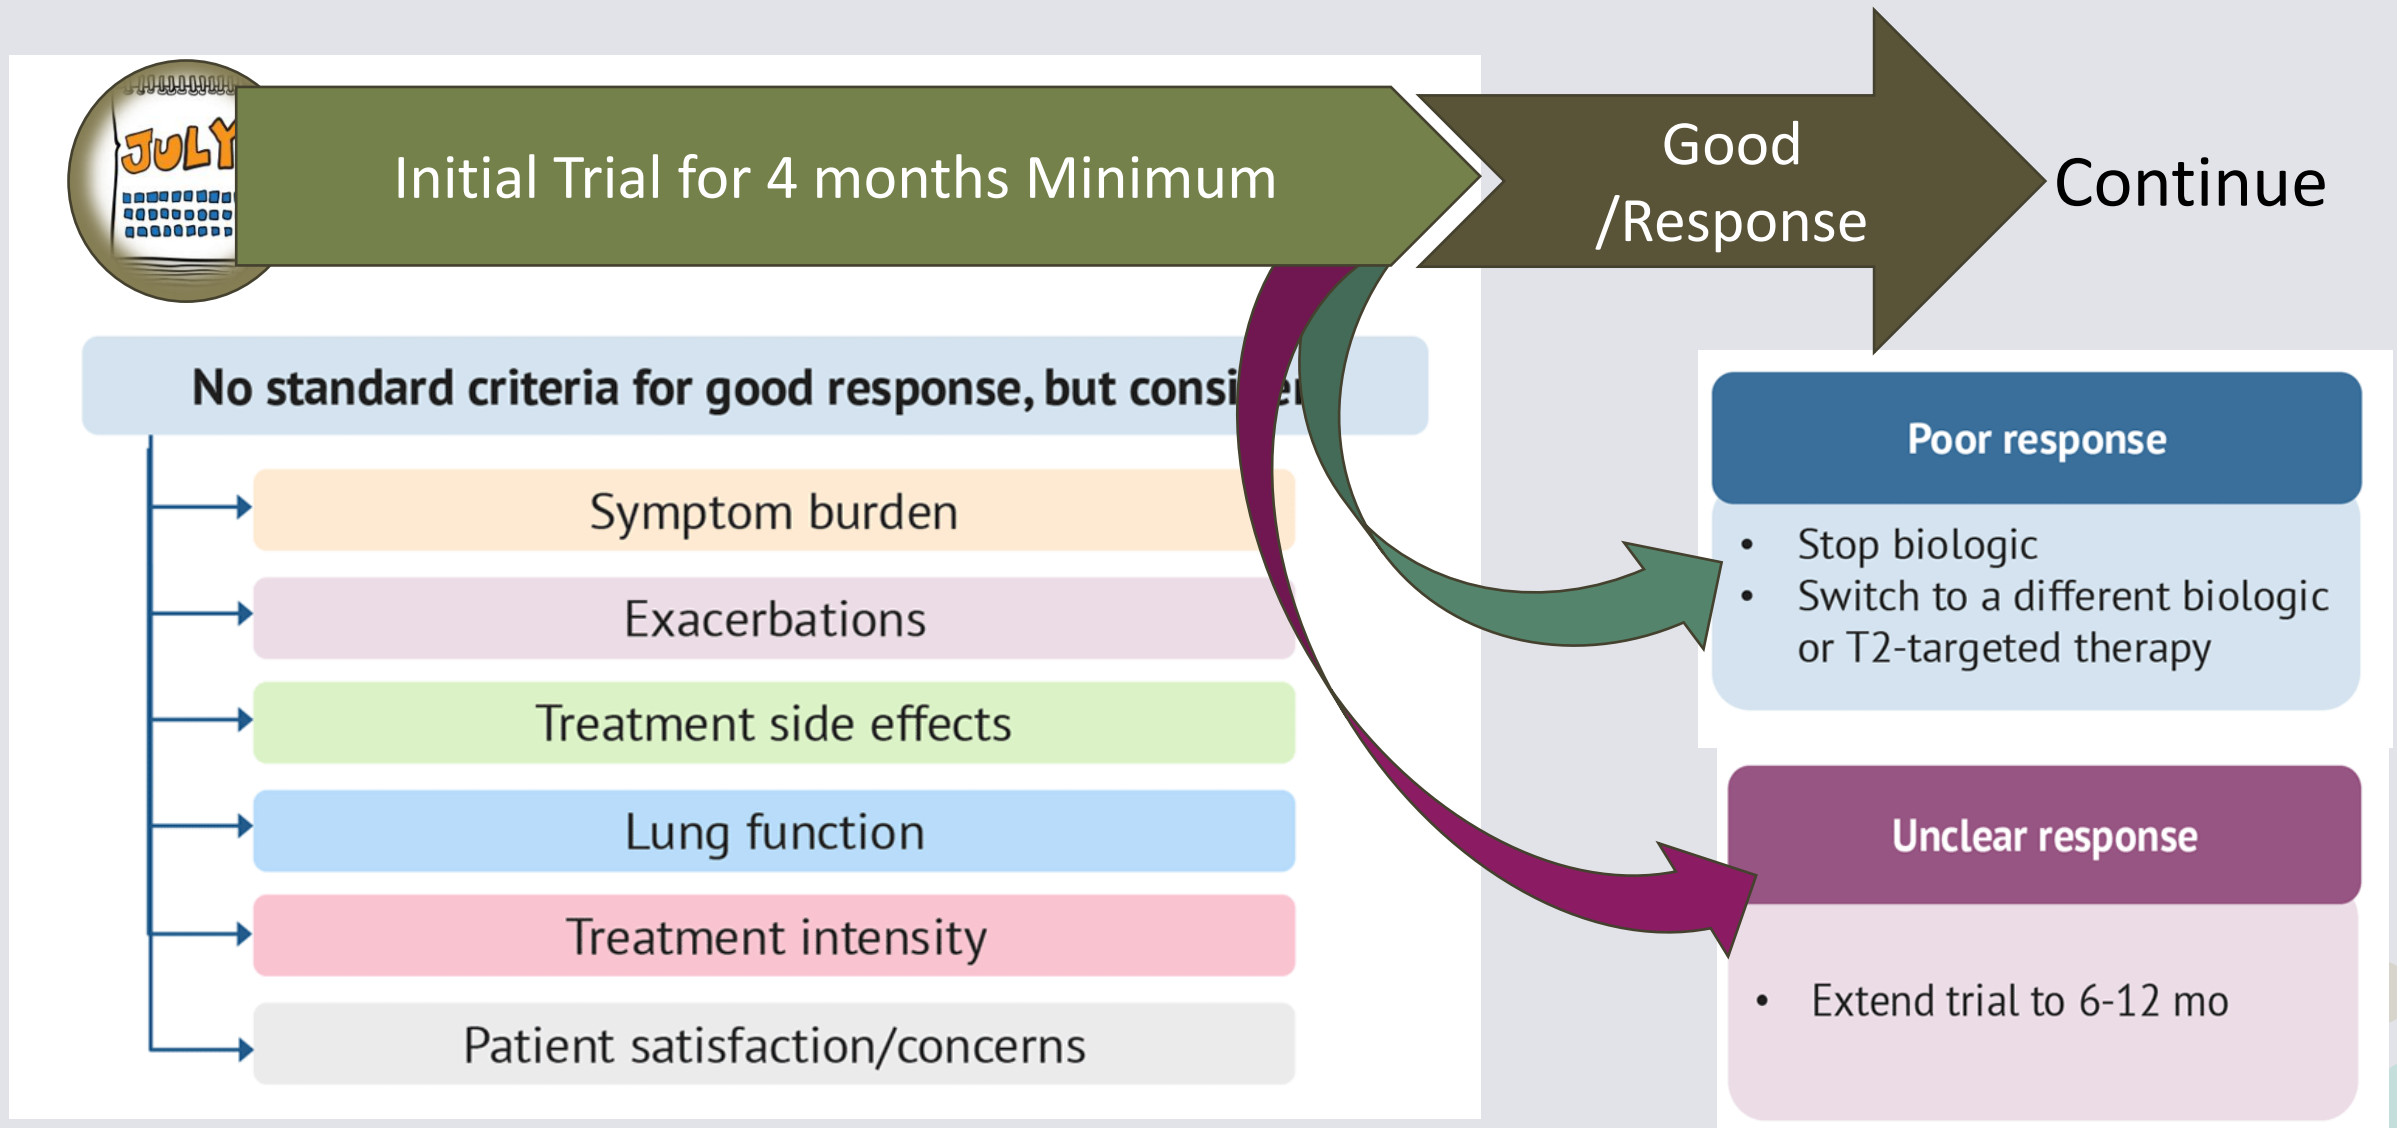 JULY
Initial Trial for 4 months Minimum
Good
/Response
Continue
No standard criteria for good response, but consider
Symptom burden
Exacerbations
Treatment side effects
Lung function
Treatment intensity
Patient satisfaction/concerns
Poor response
• Stop biologic
• Switch to a different biologic
or T2-targeted therapy
Unclear response
• Extend trial to 6-12 mo